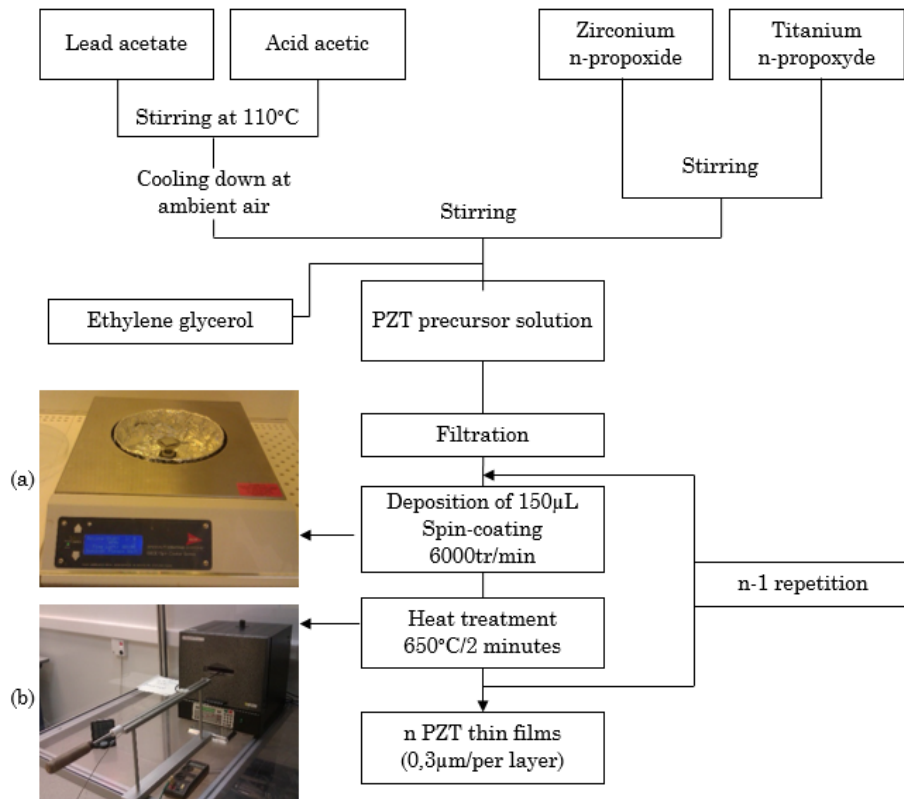 Lead acetate
Acid acetic
Zirconium
n-propoxide
Titanium
n-propoxyde
Stirring at 110°C
Cooling down at
ambient air
Stirring
Stirring
Ethylene glycerol
PZT precursor solution
Filtration
(a)
Deposition of 150µL
Spin-coating
6000tr/min
n-1 repetition
Heat treatment
650°C/2 minutes
(b)
n PZT thin films
(0,3µm/per layer)